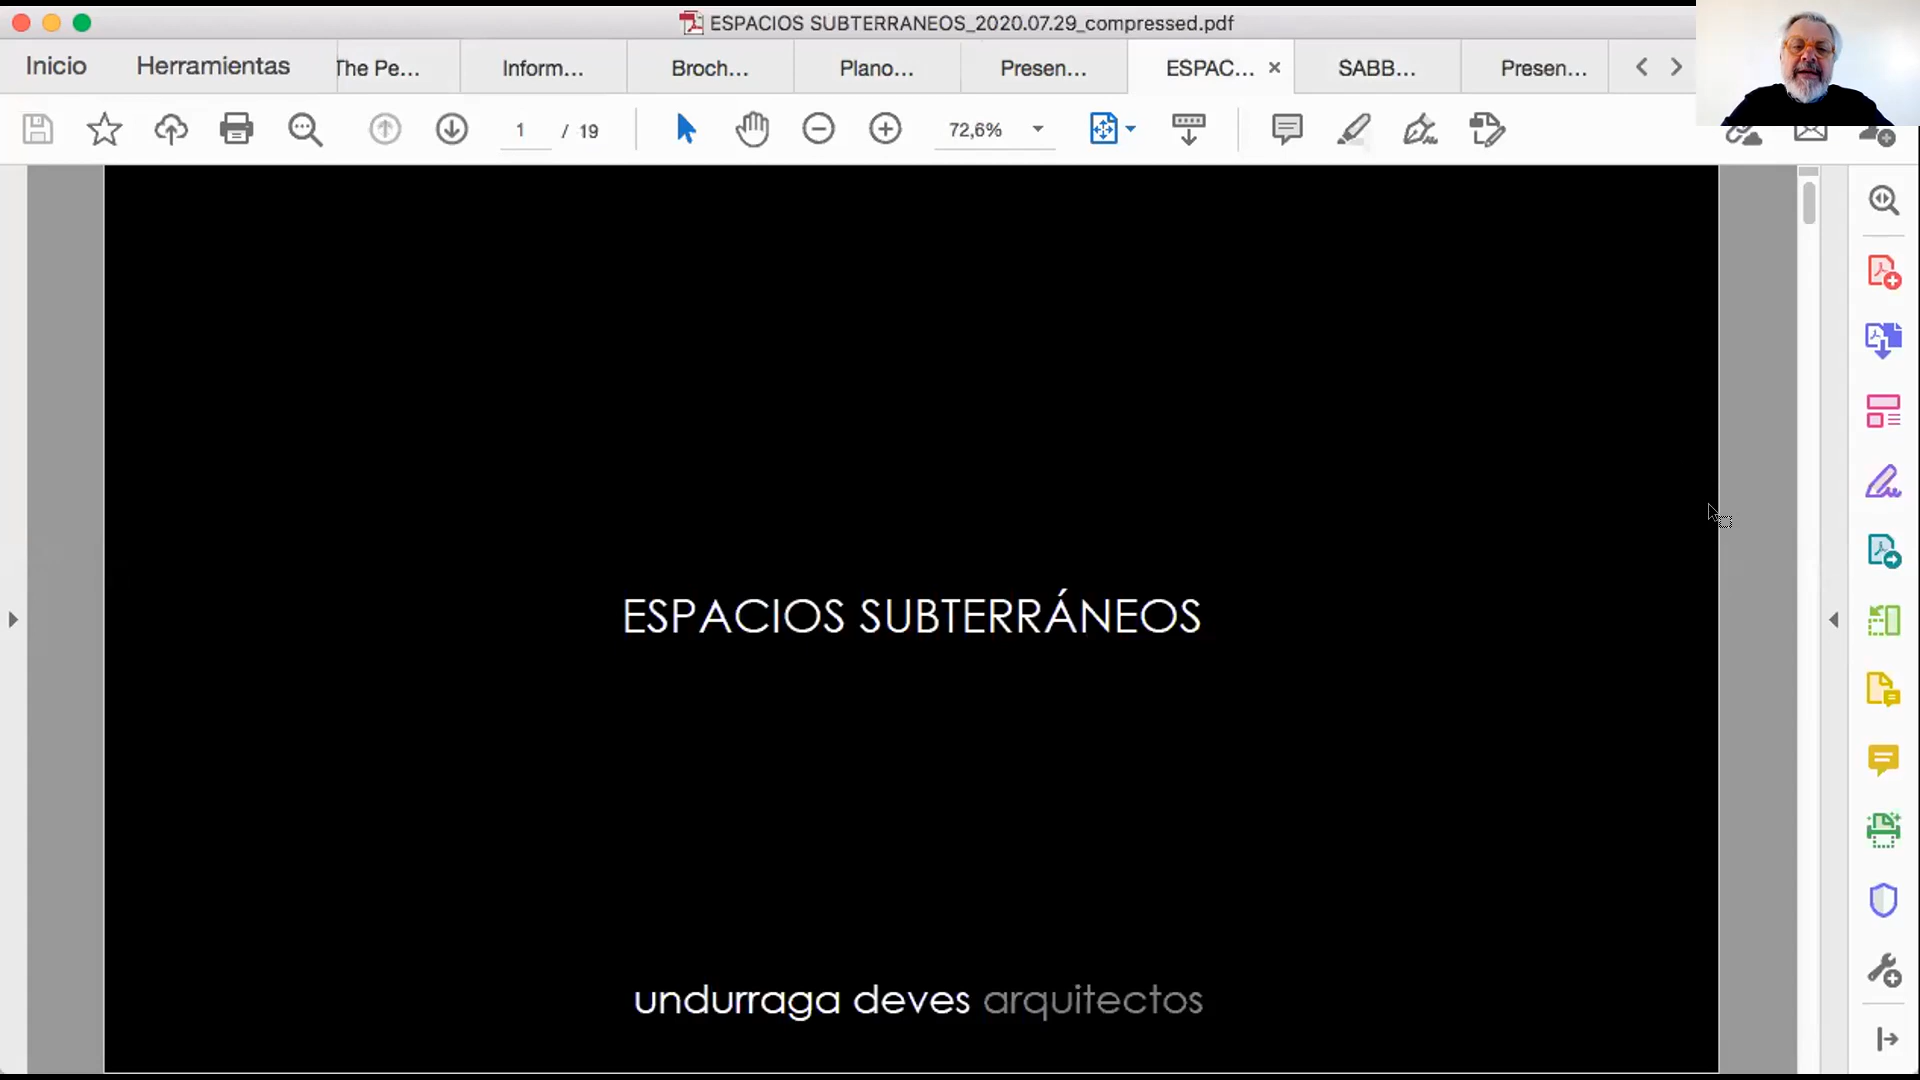 ESPACIOS SUBTERRANEOS_2020.07.29_compressed.pdf
Inicio Herramientas The Pe... Inform... Broch... Plano... Presen... ESPAC... × SABB... Presen...
1 / 19 72,6%
ESPACIOS SUBTERRÁNEOS
undurraga deves arquitectos